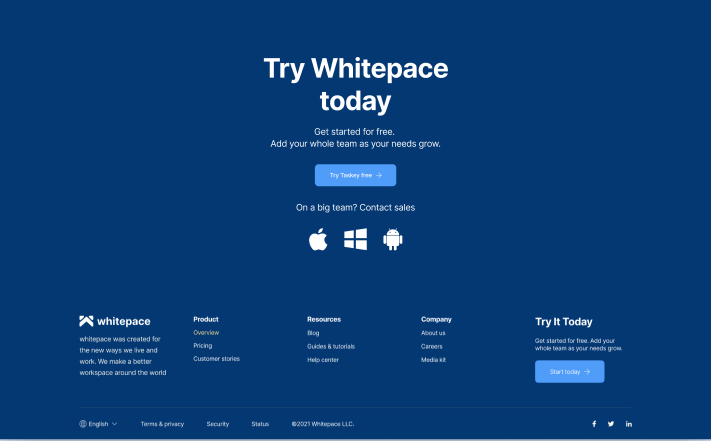 Try Whitepace
today
Get started for free.
Add your whole team as your needs grow.
Try Taskey free
On a big team? Contact sales
whitepace
whitepace was created for
the new ways we live and
work. We make a better
workspace around the world
Product
Overview
Pricing
Customer stories
Resources
Blog
Guides & tutorials
Help center
Company
About us
Careers
Media kit
Try It Today
Get started for free. Add your
whole team as your needs grow.
Start today
English
Terms & privacy
Security
Status
©2021 Whitepace LLC.